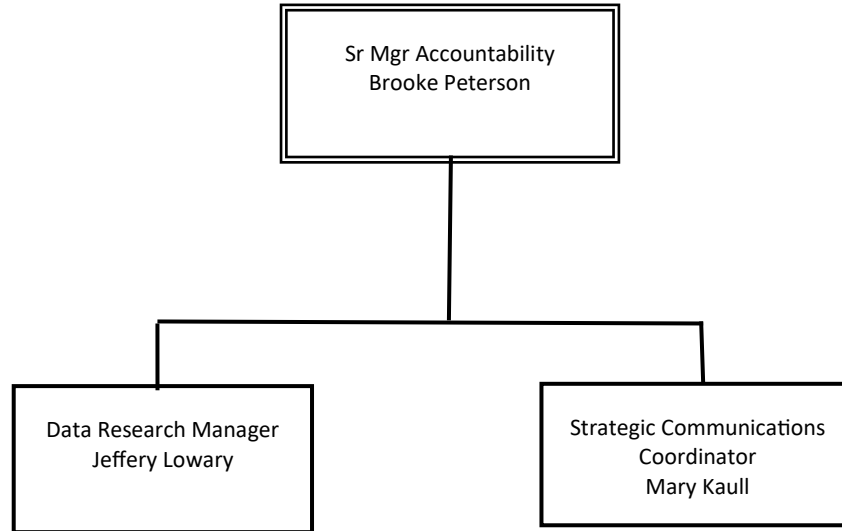 Sr Mgr Accountability
Brooke Peterson
Data Research Manager
Jeffery Lowary
Strategic Communications
Coordinator
Mary Kaull